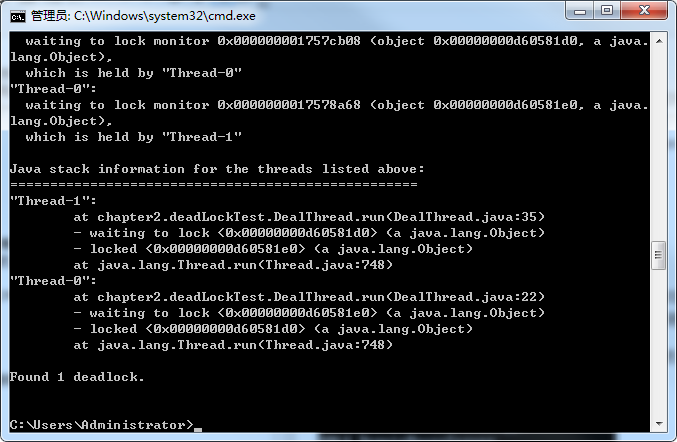 管理员: C:\Windows\system32\cmd.exe
  waiting to lock monitor 0x000000001757cb08 (object 0x00000000d60581d0, a java.
lang.Object),
  which is held by "Thread-0"
"Thread-0":
  waiting to lock monitor 0x0000000017578a68 (object 0x00000000d60581e0, a java.
lang.Object),
  which is held by "Thread-1"

Java stack information for the threads listed above:
===================================================
"Thread-1":
        at chapter2.deadLockTest.DealThread.run(DealThread.java:35)
        - waiting to lock <0x00000000d60581d0> (a java.lang.Object)
        - locked <0x00000000d60581e0> (a java.lang.Object)
        at java.lang.Thread.run(Thread.java:748)
"Thread-0":
        at chapter2.deadLockTest.DealThread.run(DealThread.java:22)
        - waiting to lock <0x00000000d60581e0> (a java.lang.Object)
        - locked <0x00000000d60581d0> (a java.lang.Object)
        at java.lang.Thread.run(Thread.java:748)

Found 1 deadlock.

C:\Users\Administrator>